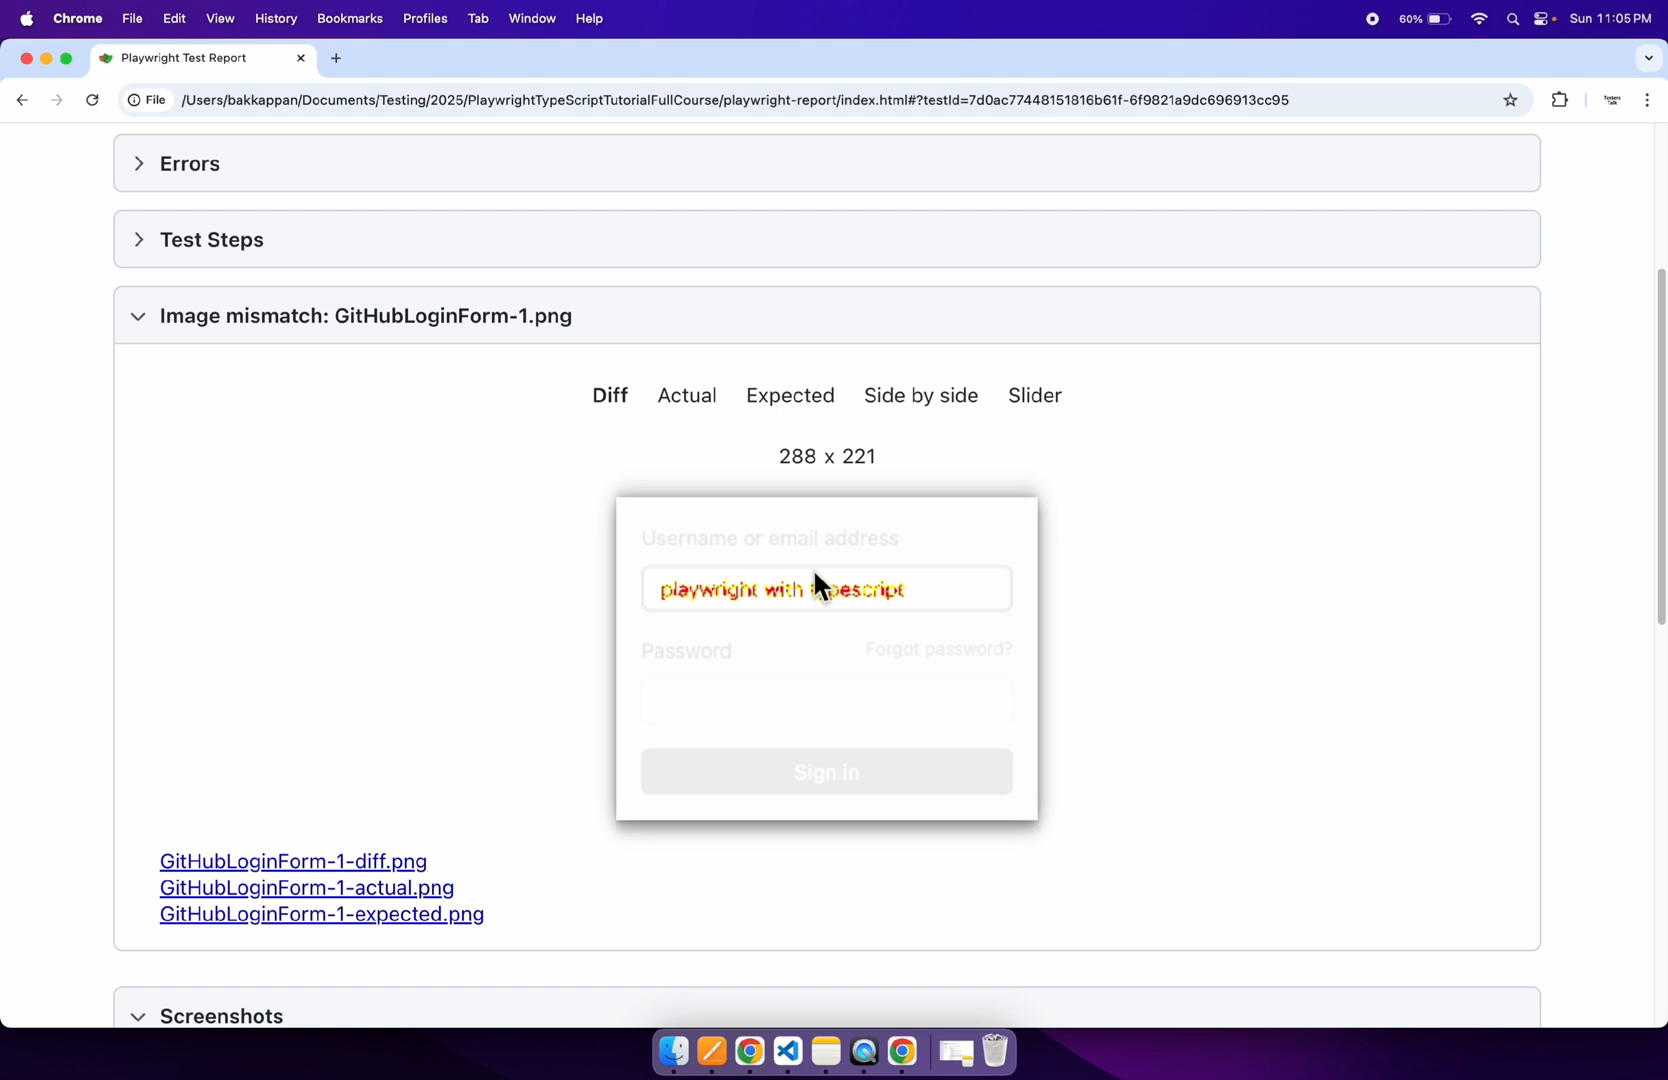 Chrome File Edit View History Bookmarks Profiles Tab Window Help 60% Sun 11:05 PM
Playwright Test Report
File /Users/bakkappan/Documents/Testing/2025/PlaywrightTypeScriptTutorialFullCourse/playwright-report/index.html#?testId=7d0ac77448151816b61f-6f9821a9dc696913cc95
Errors
Test Steps
Image mismatch: GitHubLoginForm-1.png
Diff Actual Expected Side by side Slider
288 x 221
Username or email address
playwright with typescript
Password Forgot password?
Sign in
GitHubLoginForm-1-diff.png
GitHubLoginForm-1-actual.png
GitHubLoginForm-1-expected.png
Screenshots